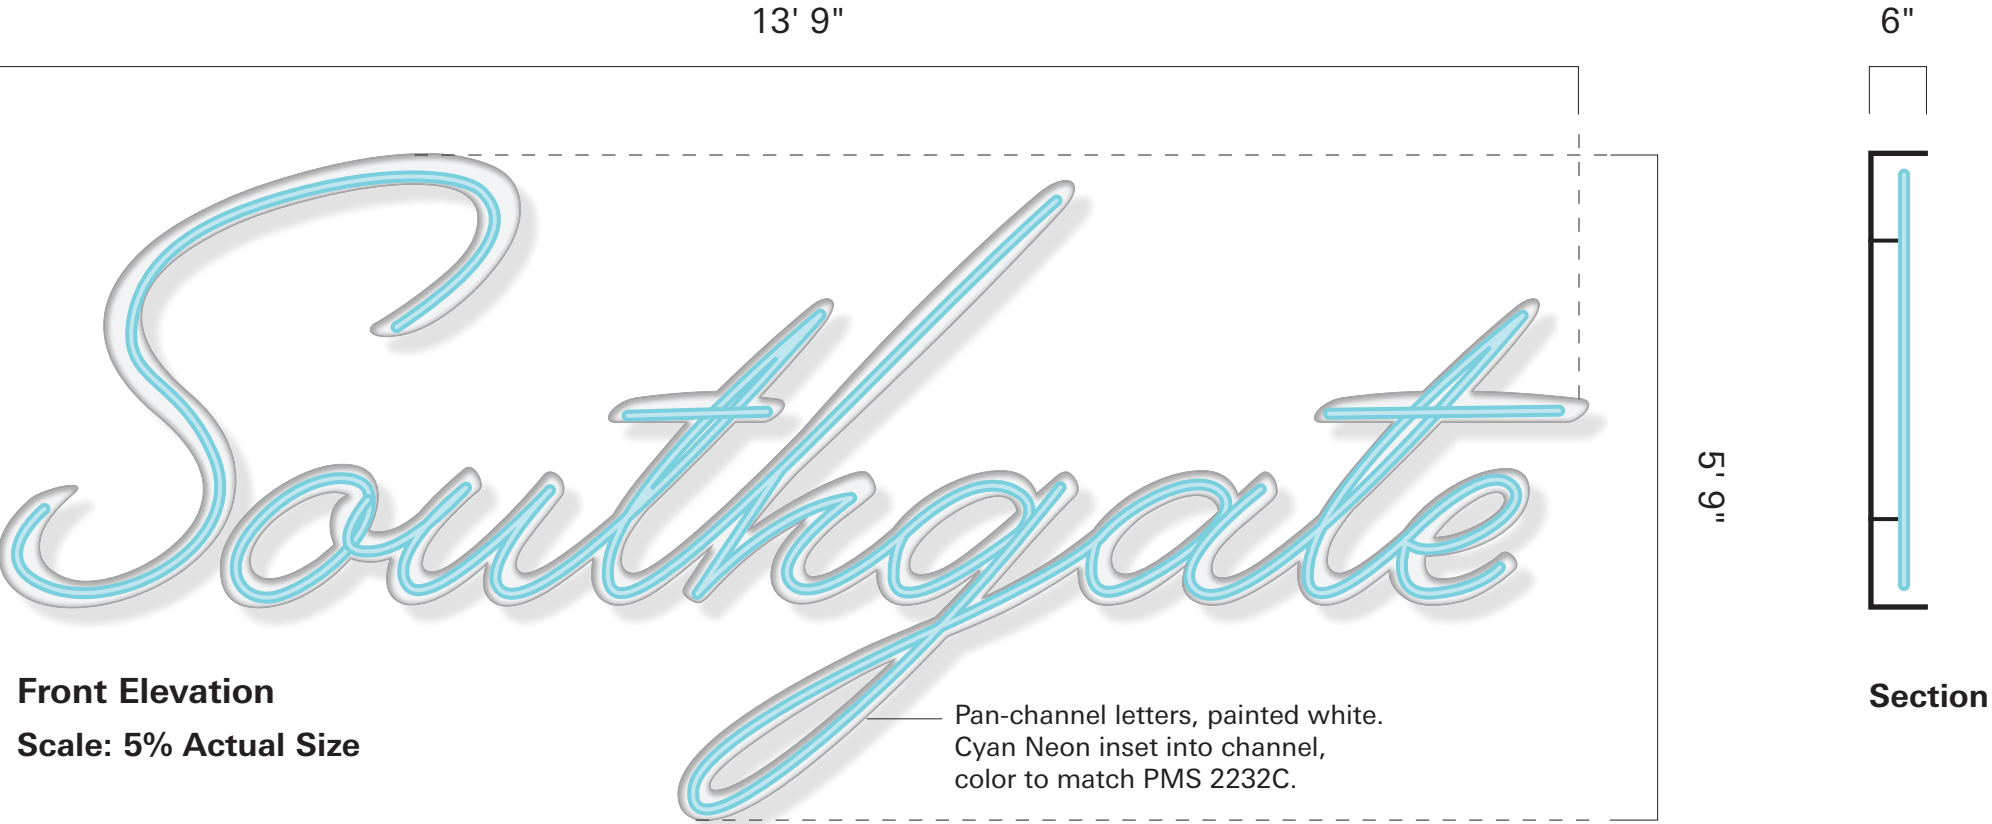 13' 9"
6"
Southgate
5' 9"
Front Elevation
Scale: 5% Actual Size
Pan-channel letters, painted white.
Cyan Neon inset into channel,
color to match PMS 2232C.
Section